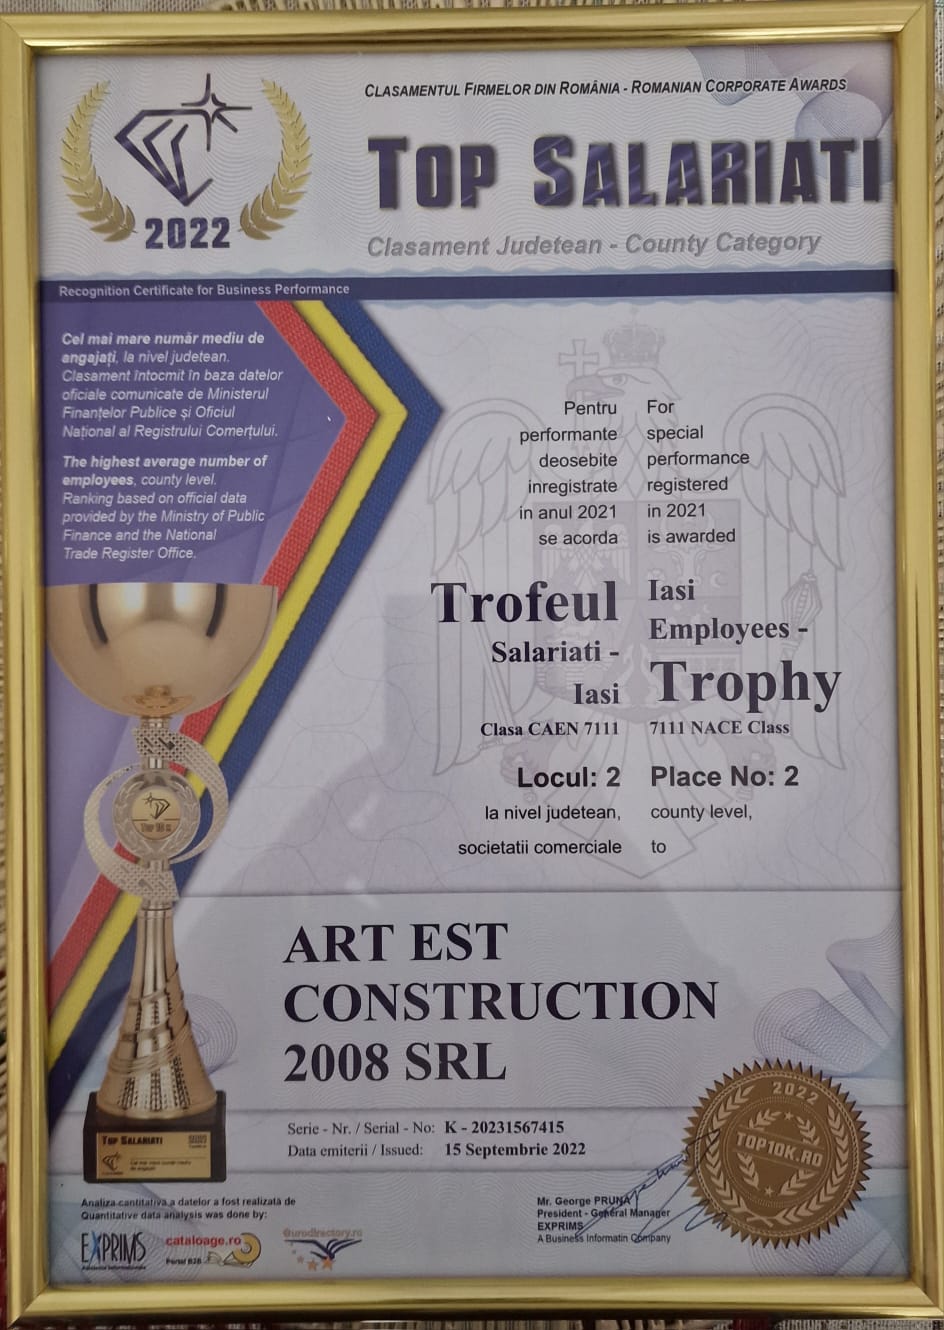 2022
CLASAMENTUL FIRMELOR DIN ROMÂNIA - ROMANIAN CORPORATE AWARDS
TOP SALARIATI
Clasament Judetean - County Category
Recognition Certificate for Business Performance
Cel mai mare număr mediu de
angajați, la nivel judetean.
Clasament întocmit în baza datelor
oficiale comunicate de Ministerul
Finanțelor Publice și Oficiul
Național al Registrului Comerțului.
The highest average number of
employees, county level.
Ranking based on official data
provided by the Ministry of Public
Finance and the National
Trade Register Office.
Pentru
performante
deosebite
inregistrate
in anul 2021
se acorda
For
special
performance
registered
in 2021
is awarded
Trofeul
Salariati -
Iasi
Clasa CAEN 7111
Iasi
Employees -
Trophy
7111 NACE Class
Locul: 2
la nivel judetean,
societatii comerciale
Place No: 2
county level,
to
Top 10 K
ART EST
CONSTRUCTION
2008 SRL
Serie - Nr. / Serial - No: K - 20231567415
Data emiterii / Issued: 15 Septembrie 2022
TOP SALARIATI
2022
TOP10K.RO
Analiza cantitativa a datelor a fost realizată de
Quantitative data analysis was done by:
EXPRIMS
cataloage.ro
Portal B2B
Eurodirectory.ro
Mr. George PRUNA
President - General Manager
EXPRIMS
A Business Informatin Company